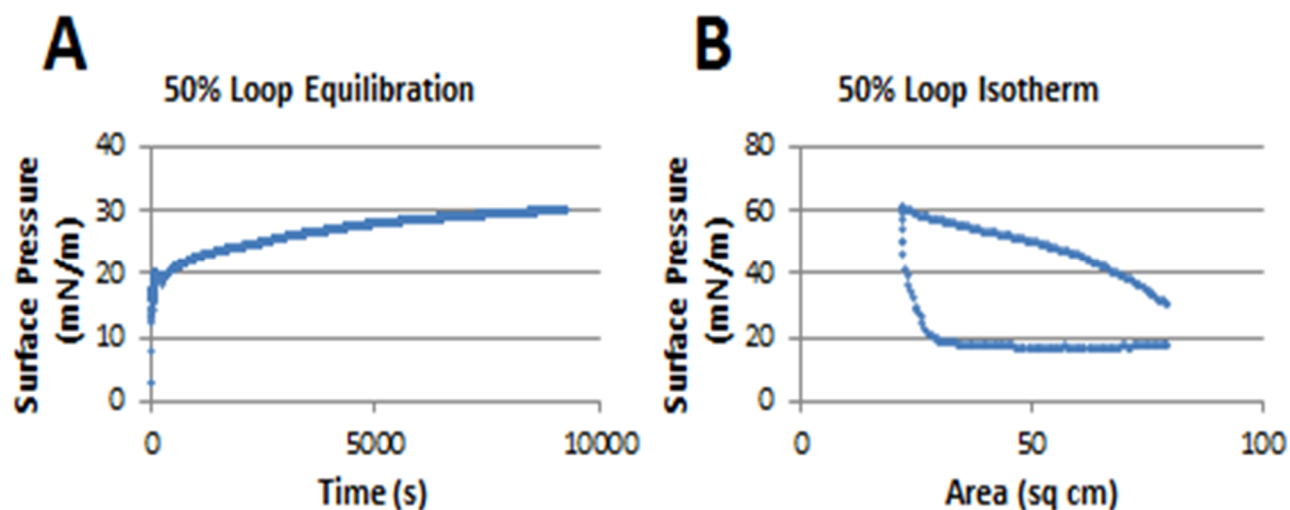 A
50% Loop Equilibration
Surface Pressure
(mN/m)
40
30
20
10
0
0 5000 10000
Time (s)
B
50% Loop Isotherm
Surface Pressure
(mN/m)
80
60
40
20
0
0 50 100
Area (sq cm)